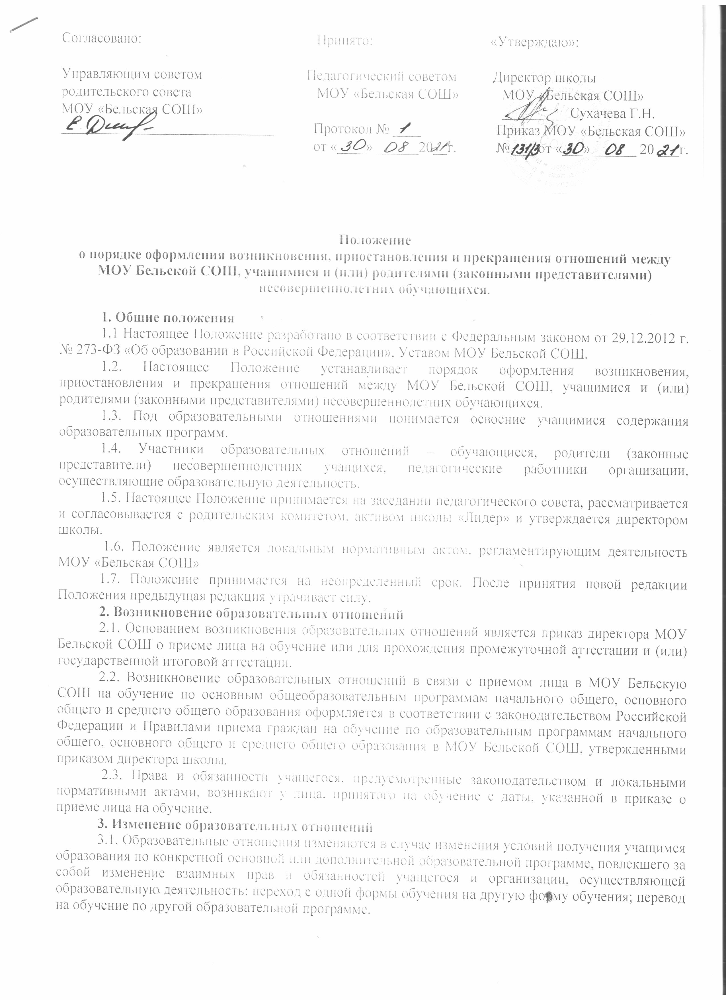 Согласовано:
Управляющим советом
родительского совета
МОУ «Бельская СОШ»
Принято:
Педагогический советом
МОУ «Бельская СОШ»
Протокол № 1
от «30» 08 2021г.
«Утверждаю»:
Директор школы
МОУ «Бельская СОШ»
Сухачева Г.Н.
Приказ МОУ «Бельская СОШ»
№131/3от «30» 08 20 21г.
Положение
о порядке оформления возникновения, приостановления и прекращения отношений между
МОУ Бельской СОШ, учащимися и (или) родителями (законными представителями)
несовершеннолетних обучающихся.
1. Общие положения
1.1 Настоящее Положение разработано в соответствии с Федеральным законом от 29.12.2012 г.
№ 273-ФЗ «Об образовании в Российской Федерации». Уставом МОУ Бельской СОШ.
1.2. Настоящее Положение устанавливает порядок оформления возникновения,
приостановления и прекращения отношений между МОУ Бельской СОШ, учащимися и (или)
родителями (законными представителями) несовершеннолетних обучающихся.
1.3. Под образовательными отношениями понимается освоение учащимися содержания
образовательных программ.
1.4. Участники образовательных отношений – обучающиеся, родители (законные
представители) несовершеннолетних учащихся, педагогические работники организации,
осуществляющие образовательную деятельность.
1.5. Настоящее Положение принимается на заседании педагогического совета, рассматривается
и согласовывается с родительским комитетом, активом школы «Лидер» и утверждается директором
школы.
1.6. Положение является локальным нормативным актом, регламентирующим деятельность
МОУ «Бельская СОШ»
1.7. Положение принимается на неопределенный срок. После принятия новой редакции
Положения предыдущая редакция утрачивает силу.
2. Возникновение образовательных отношений
2.1. Основанием возникновения образовательных отношений является приказ директора МОУ
Бельской СОШ о приеме лица на обучение или для прохождения промежуточной аттестации и (или)
государственной итоговой аттестации.
2.2. Возникновение образовательных отношений в связи с приемом лица в МОУ Бельскую
СОШ на обучение по основным общеобразовательным программам начального общего, основного
общего и среднего общего образования оформляется в соответствии с законодательством Российской
Федерации и Правилами приема граждан на обучение по образовательным программам начального
общего, основного общего и среднего общего образования в МОУ Бельской СОШ, утвержденными
приказом директора школы.
2.3. Права и обязанности учащегося, предусмотренные законодательством и локальными
нормативными актами, возникают у лица, принятого на обучение с даты, указанной в приказе о
приеме лица на обучение.
3. Изменение образовательных отношений
3.1. Образовательные отношения изменяются в случае изменения условий получения учащимся
образования по конкретной основной или дополнительной образовательной программе, повлекшего за
собой изменение взаимных прав и обязанностей учащегося и организации, осуществляющей
образовательную деятельность: переход с одной формы обучения на другую форму обучения; перевод
на обучение по другой образовательной программе.